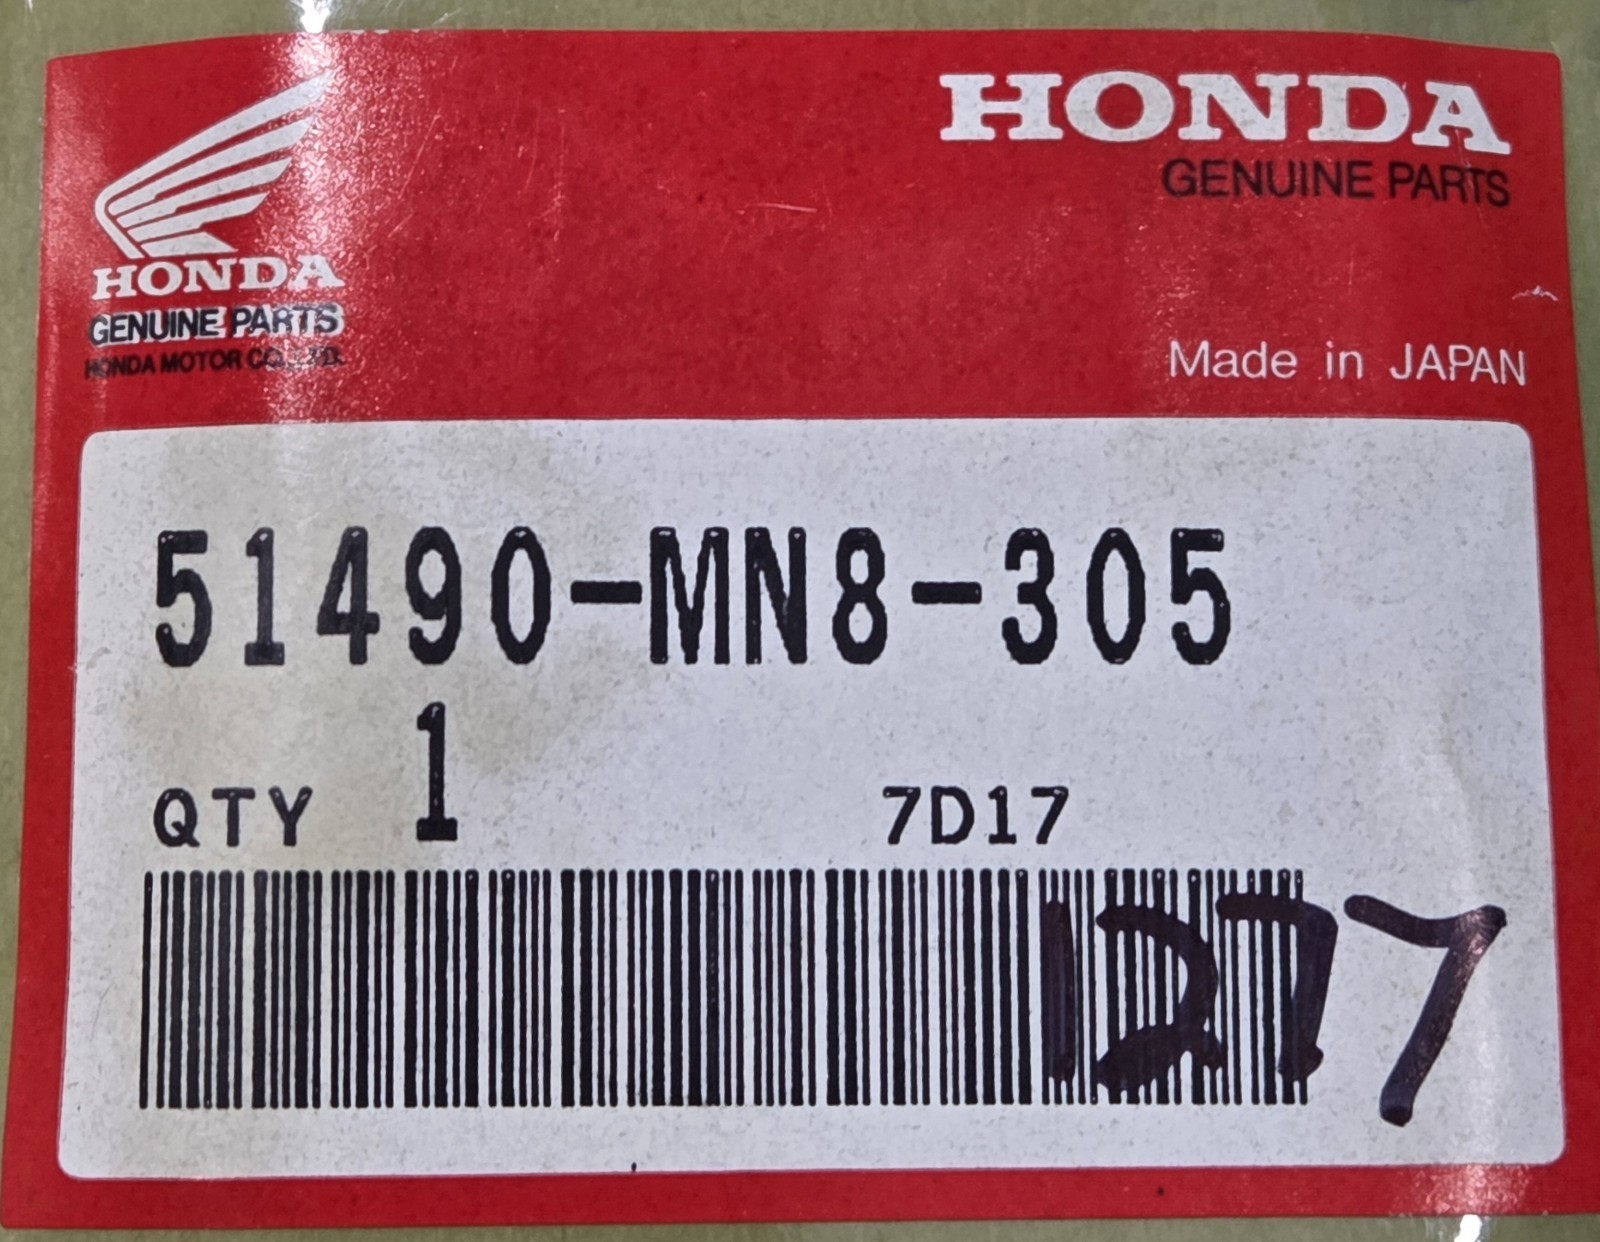 HONDA
GENUINE PARTS
HONDA
GENUINE PARTS
HONDA MOTOR CO., LTD.
Made in JAPAN
51490-MN8-305
QTY 1 7D17
1277